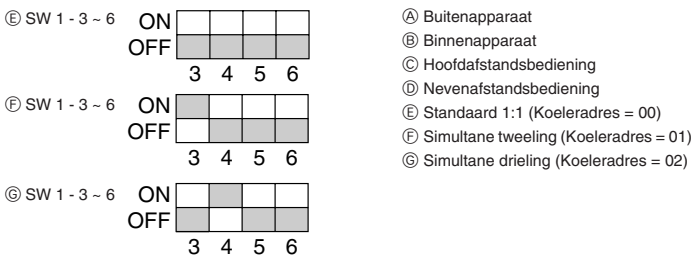 Ⓔ SW 1 - 3 ~ 6
ON
OFF
3 4 5 6
Ⓕ SW 1 - 3 ~ 6
ON
OFF
3 4 5 6
Ⓖ SW 1 - 3 ~ 6
ON
OFF
3 4 5 6
Ⓐ Buitenapparaat
Ⓑ Binnenapparaat
Ⓒ Hoofdafstandsbediening
Ⓓ Nevenafstandsbediening
Ⓔ Standaard 1:1 (Koeleradres = 00)
Ⓕ Simultane tweeling (Koeleradres = 01)
Ⓖ Simultane drieling (Koeleradres = 02)